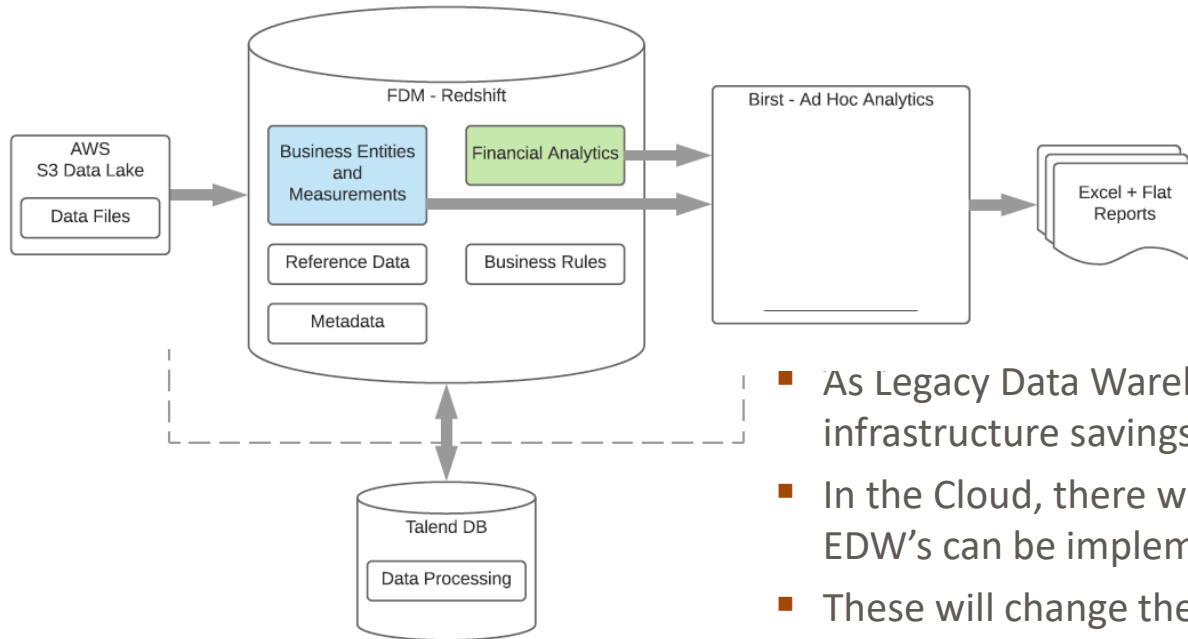 FDM - Redshift
Birst - Ad Hoc Analytics
AWS
S3 Data Lake
Data Files
Business Entities
and
Measurements
Financial Analytics
Reference Data
Business Rules
Metadata
Excel + Flat
Reports
Talend DB
Data Processing
As Legacy Data
infrastructure savings
In the Cloud, there
EDW’s can be
These will change the